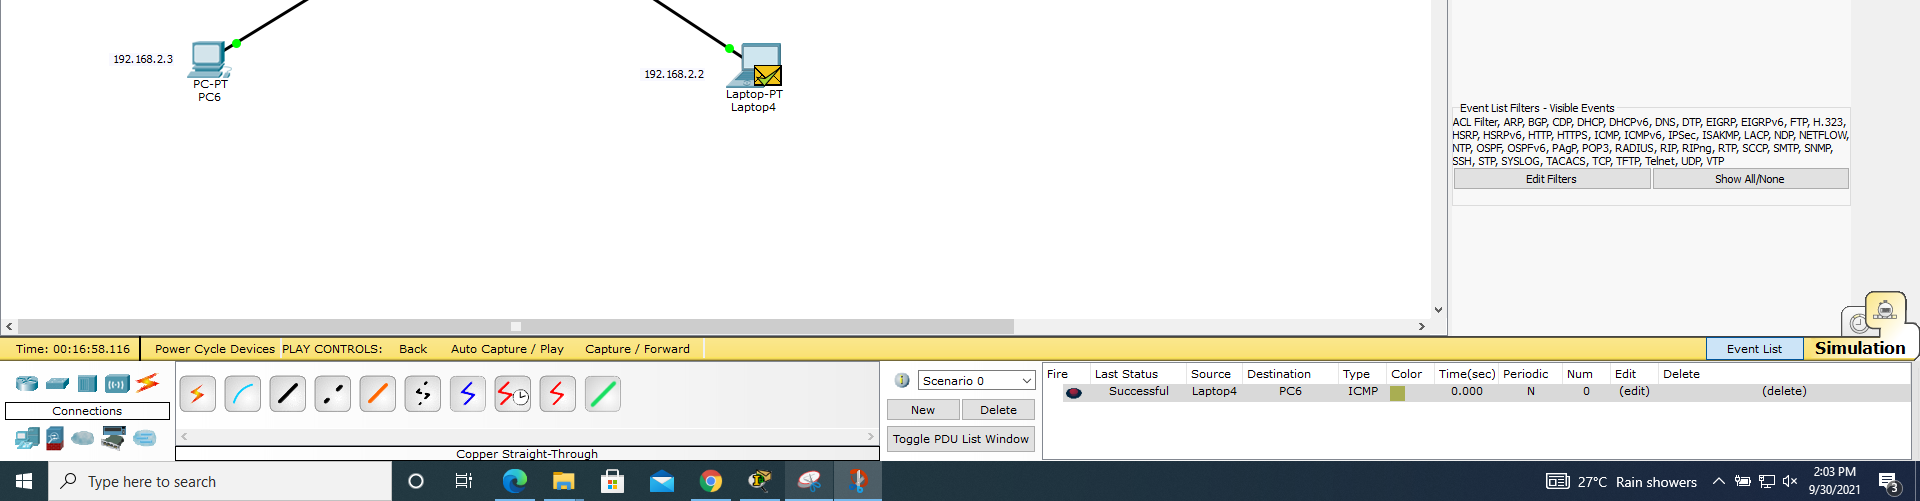 192.168.2.3
PC-PT
PC6
192.168.2.2
Laptop-PT
Laptop4
Event List Filters - Visible Events
ACL Filter, ARP, BGP, CDP, DHCP, DHCPv6, DNS, DTP, EIGRP, EIGRPv6, FTP, H.323,
HSRP, HSRPv6, HTTP, HTTPS, ICMP, ICMPv6, IPSec, ISAKMP, LACP, NDP, NETFLOW,
NTP, OSPF, OSPFv6, PAgP, POP3, RADIUS, RIP, RIPng, RTP, SCCP, SMTP, SNMP,
SSH, STP, SYSLOG, TACACS, TCP, TFTP, Telnet, UDP, VTP
Edit Filters Show All/None
Time: 00:16:58.116 Power Cycle Devices PLAY CONTROLS: Back Auto Capture / Play Capture / Forward Event List Simulation
Connections
Copper Straight-Through
Scenario 0
New Delete
Toggle PDU List Window
Fire Last Status Source Destination Type Color Time(sec) Periodic Num Edit Delete
Successful Laptop4 PC6 ICMP 0.000 N 0 (edit) (delete)
Type here to search
27°C Rain showers
2:03 PM
9/30/2021
3